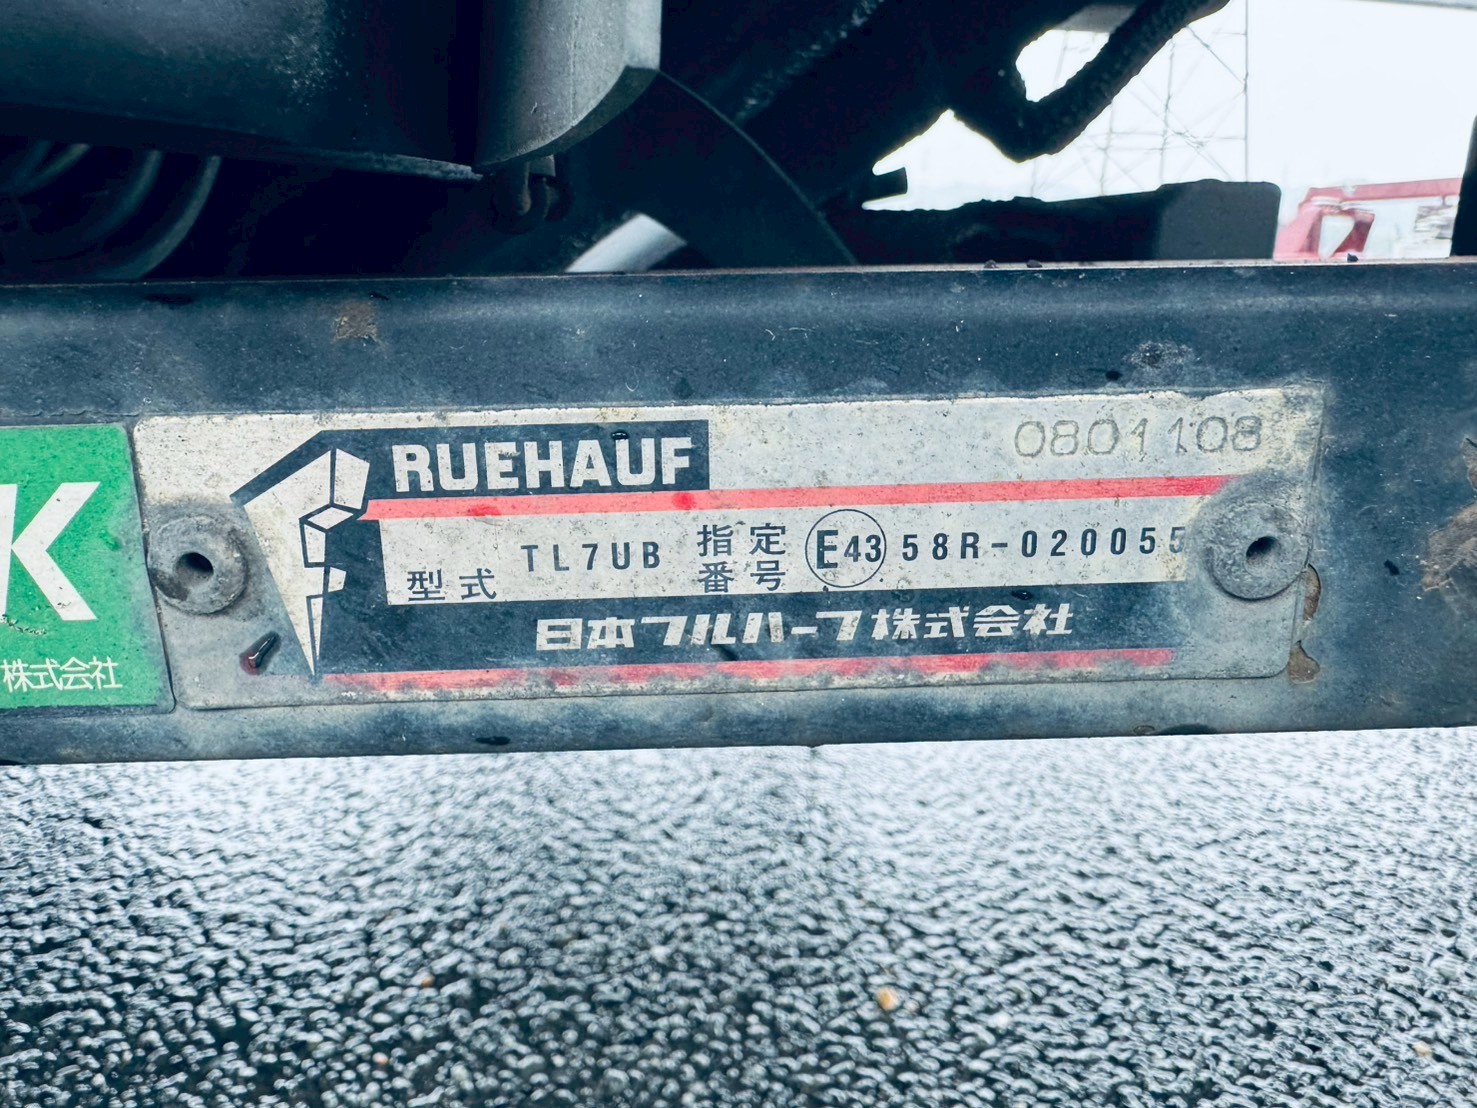 K
株式会社
RUEHAUF
0801108
型式 TL7UB 指定番号 E43 58R-020055
日本フルハーフ株式会社